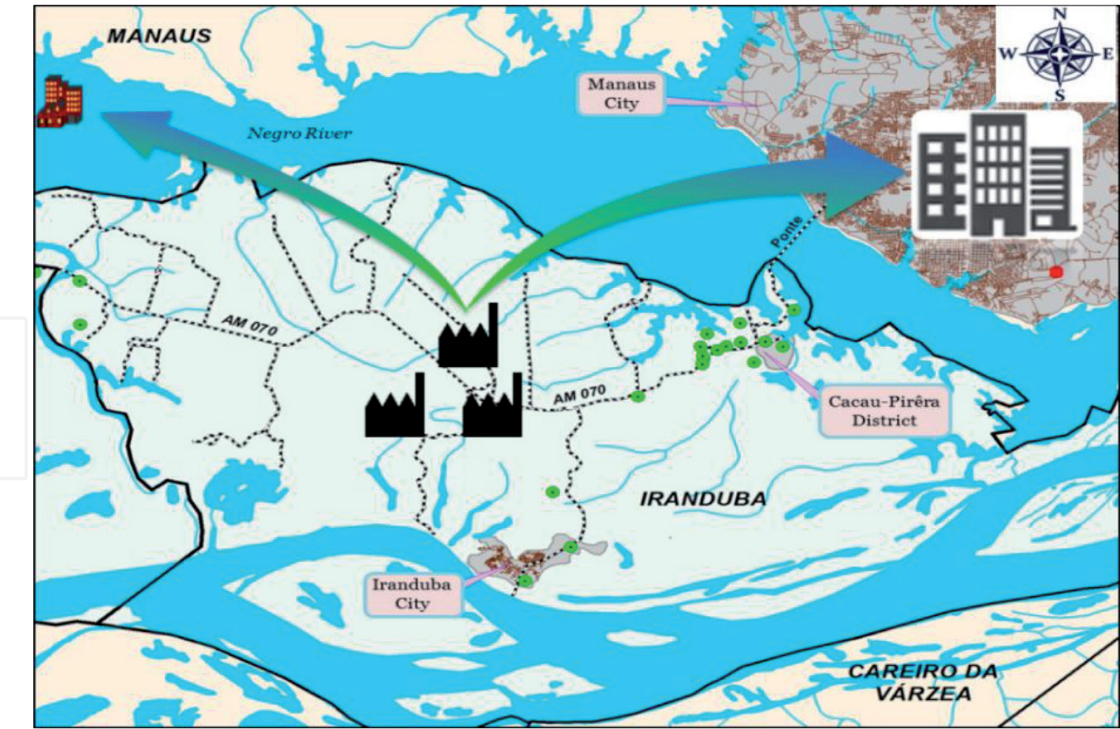 MANAUS
N
W
E
S
Manaus
City
Negro River
Ponte
AM 070
AM 070
Cacau-Pirêra
District
IRANDUBA
Iranduba
City
CAREIRO DA
VÁRZEA